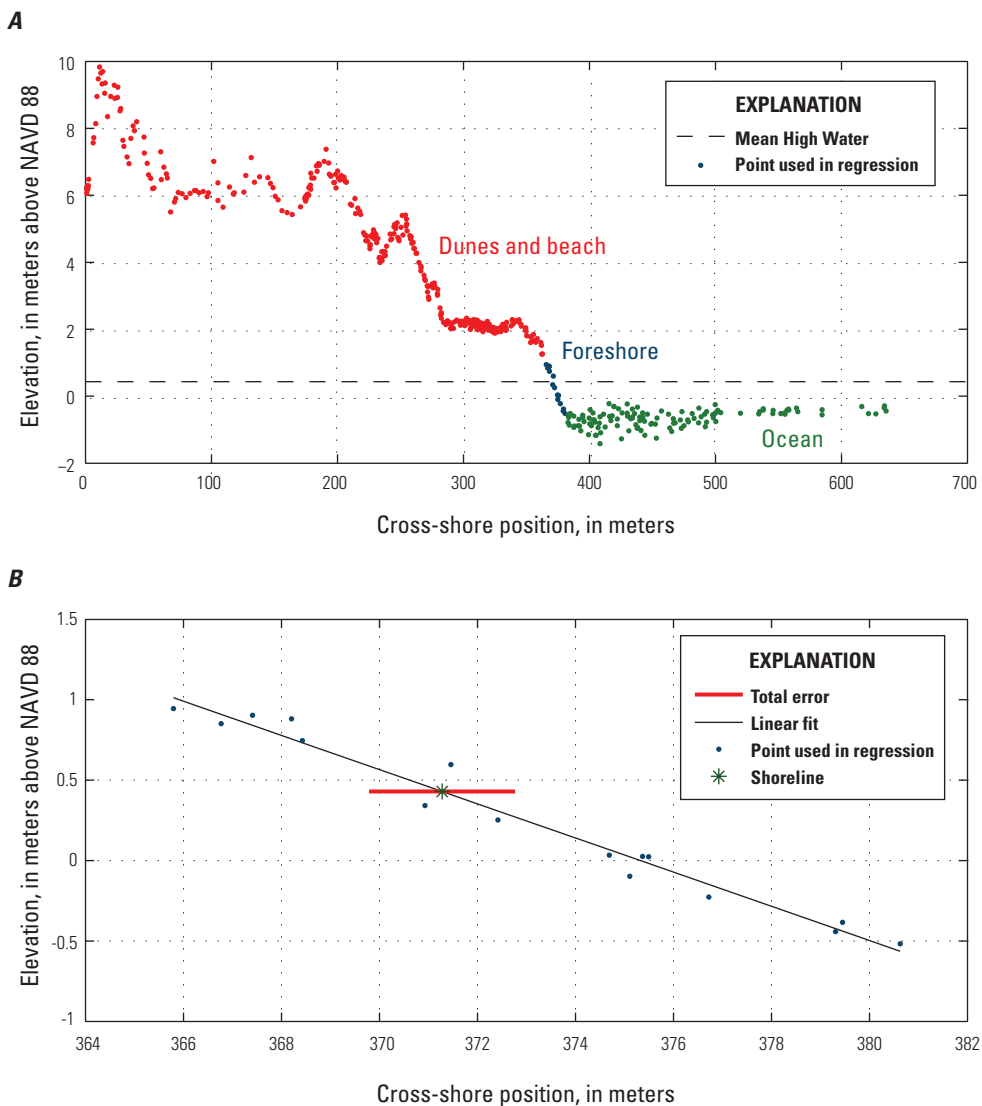 A
Elevation, in meters above NAVD 88
10
8
6
4
2
0
–2
EXPLANATION
Mean High Water
Point used in regression
Dunes and beach
Foreshore
Ocean
0 100 200 300 400 500 600 700
Cross-shore position, in meters
B
Elevation, in meters above NAVD 88
1.5
1
0.5
0
-0.5
-1
EXPLANATION
Total error
Linear fit
Point used in regression
Shoreline
364 366 368 370 372 374 376 378 380 382
Cross-shore position, in meters